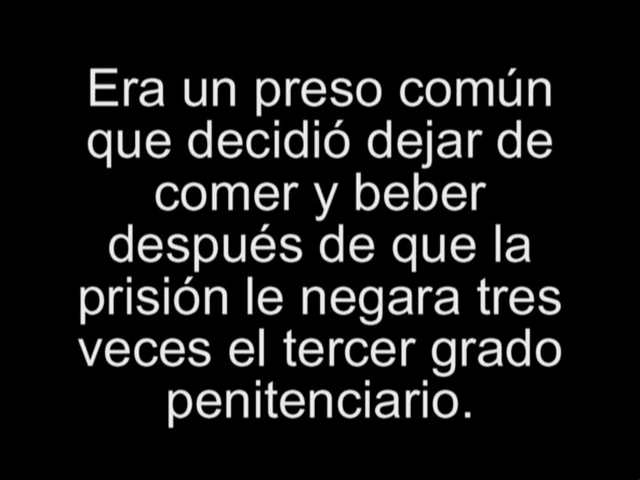 Era un preso común
que decidió dejar de
comer y beber
después de que la
prisión le negara tres
veces el tercer grado
penitenciario.